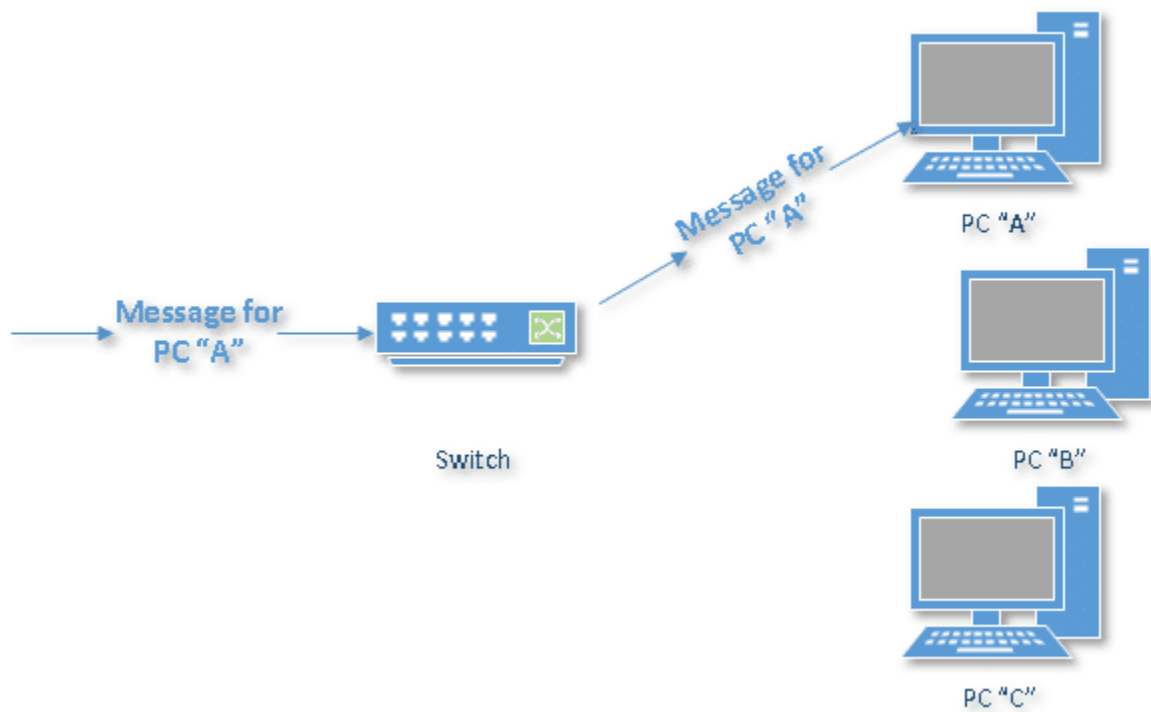 Message for
PC “A”
Switch
Message for
PC “A”
PC “A”
PC “B”
PC “C”